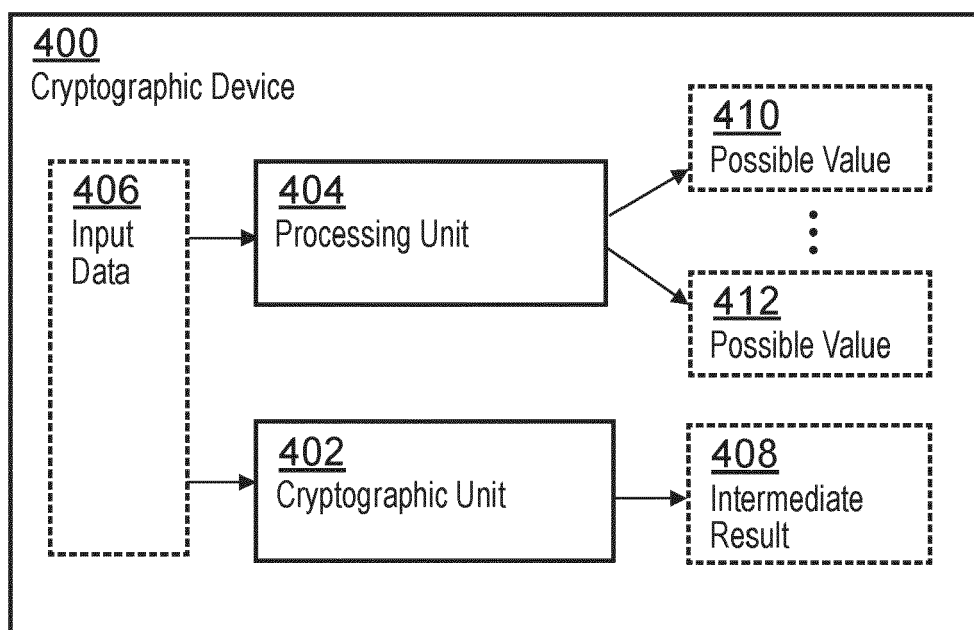 400
Cryptographic Device
406
Input
Data
404
Processing Unit
410
Possible Value
412
Possible Value
402
Cryptographic Unit
408
Intermediate
Result